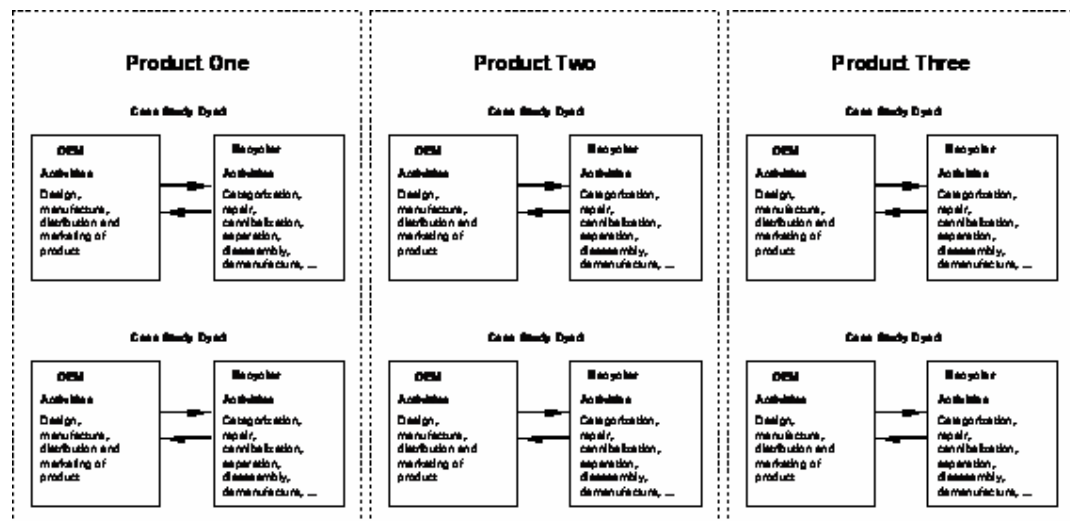 Product One
Case Study Dyad
OEM
Activities
Design,
manufacture,
distribution and
marketing of
product
Recycler
Activities
Categorization,
repair,
cannibalization,
separation,
disassembly,
demanufacture, ...
Case Study Dyad
OEM
Activities
Design,
manufacture,
distribution and
marketing of
product
Recycler
Activities
Categorization,
repair,
cannibalization,
separation,
disassembly,
demanufacture, ...
Product Two
Case Study Dyad
OEM
Activities
Design,
manufacture,
distribution and
marketing of
product
Recycler
Activities
Categorization,
repair,
cannibalization,
separation,
disassembly,
demanufacture, ...
Case Study Dyad
OEM
Activities
Design,
manufacture,
distribution and
marketing of
product
Recycler
Activities
Categorization,
repair,
cannibalization,
separation,
disassembly,
demanufacture, ...
Product Three
Case Study Dyad
OEM
Activities
Design,
manufacture,
distribution and
marketing of
product
Recycler
Activities
Categorization,
repair,
cannibalization,
separation,
disassembly,
demanufacture, ...
Case Study Dyad
OEM
Activities
Design,
manufacture,
distribution and
marketing of
product
Recycler
Activities
Categorization,
repair,
cannibalization,
separation,
disassembly,
demanufacture, ...